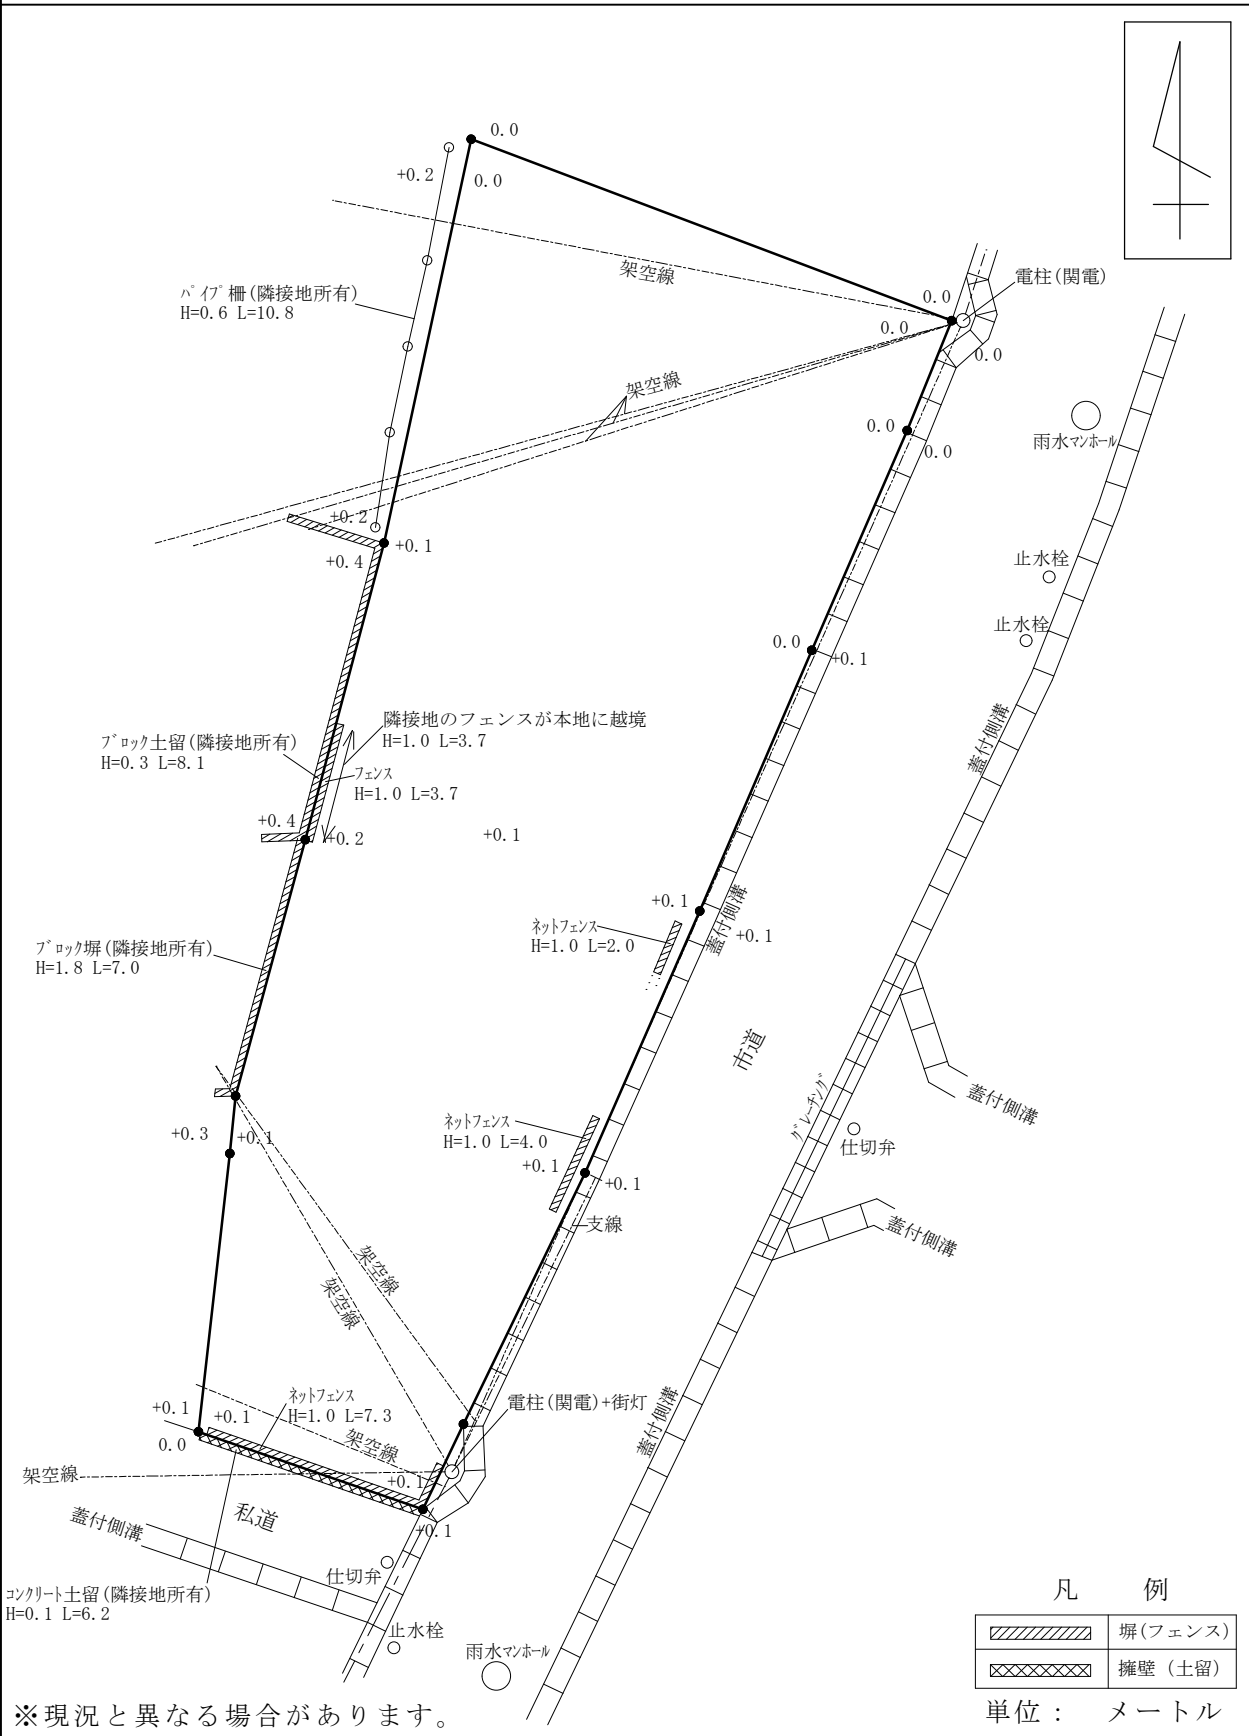 0.0
+0.2
0.0
架空線
電柱(関電)
パイプ柵(隣接地所有)
H=0.6 L=10.8
0.0
0.0
0.0
架空線
雨水マンホール
0.0
0.0
+0.2
+0.1
+0.4
止水栓
止水栓
0.0
+0.1
隣接地のフェンスが本地に越境
H=1.0 L=3.7
ブロック土留(隣接地所有)
H=0.3 L=8.1
フェンス
H=1.0 L=3.7
蓋付側溝
+0.4
+0.2
+0.1
+0.1
蓋付側溝
+0.1
ネットフェンス
H=1.0 L=2.0
ブロック塀(隣接地所有)
H=1.8 L=7.0
市道
グレーチング
蓋付側溝
ネットフェンス
H=1.0 L=4.0
+0.3
+0.1
仕切弁
+0.1
+0.1
支線
蓋付側溝
架空線
架空線
ネットフェンス
H=1.0 L=7.3
電柱(関電)+街灯
+0.1
+0.1
0.0
架空線
蓋付側溝
架空線
+0.1
私道
蓋付側溝
+0.1
仕切弁
コンクリート土留(隣接地所有)
H=0.1 L=6.2
止水栓
雨水マンホール
凡 例
塀(フェンス)
擁壁（土留）
単位： メートル
※現況と異なる場合があります。